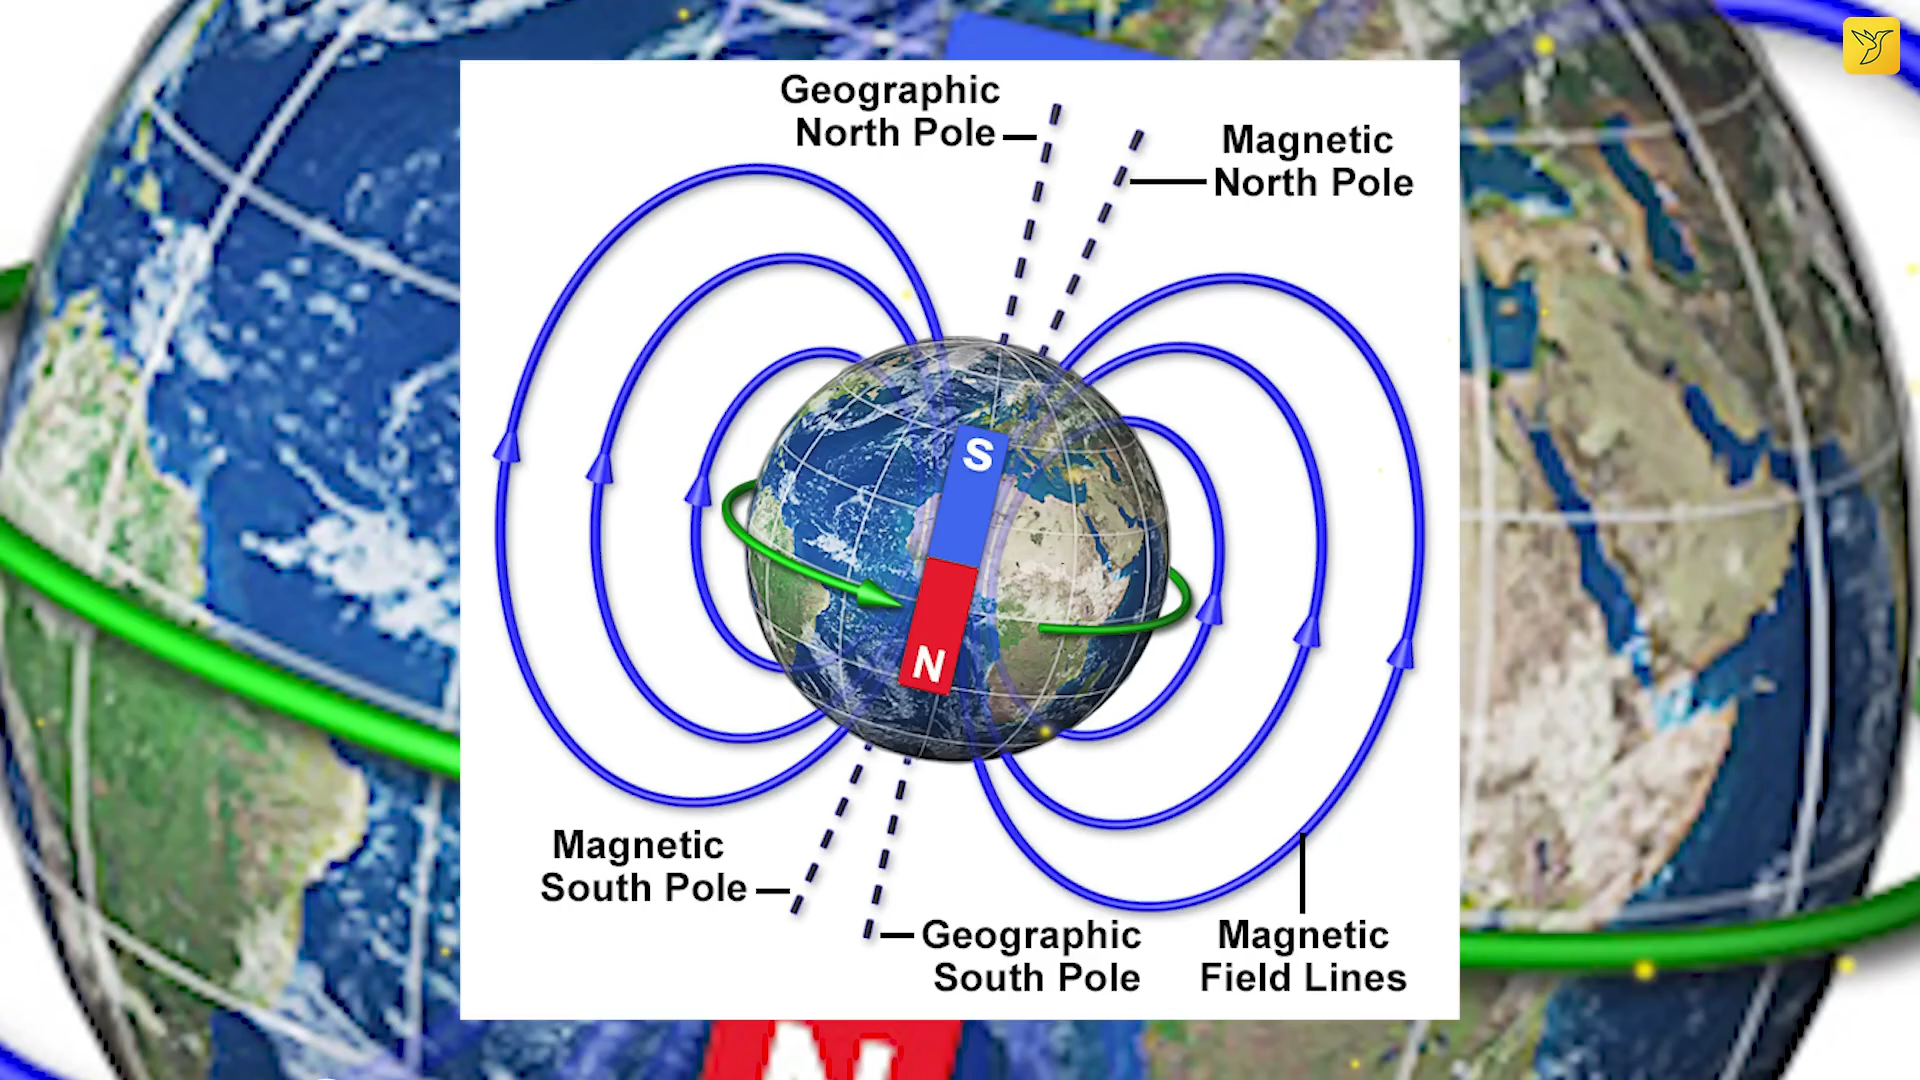 Geographic
North Pole
Magnetic
North Pole
S
N
Magnetic
South Pole
Geographic
South Pole
Magnetic
Field Lines
N